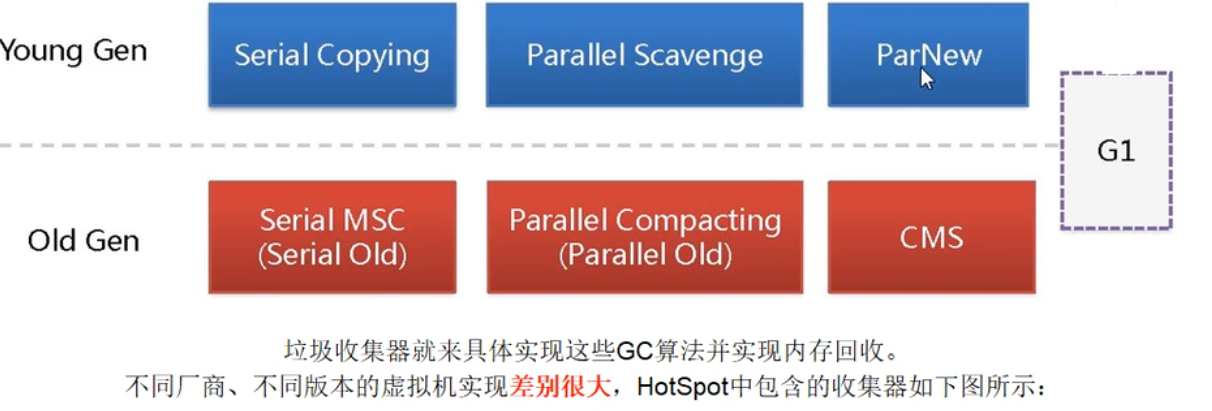 Young Gen
Serial Copying
Parallel Scavenge
ParNew
G1
Old Gen
Serial MSC
(Serial Old)
Parallel Compacting
(Parallel Old)
CMS
垃圾收集器就来具体实现这些GC算法并实现内存回收。
不同厂商、不同版本的虚拟机实现差别很大，HotSpot中包含的收集器如下图所示：